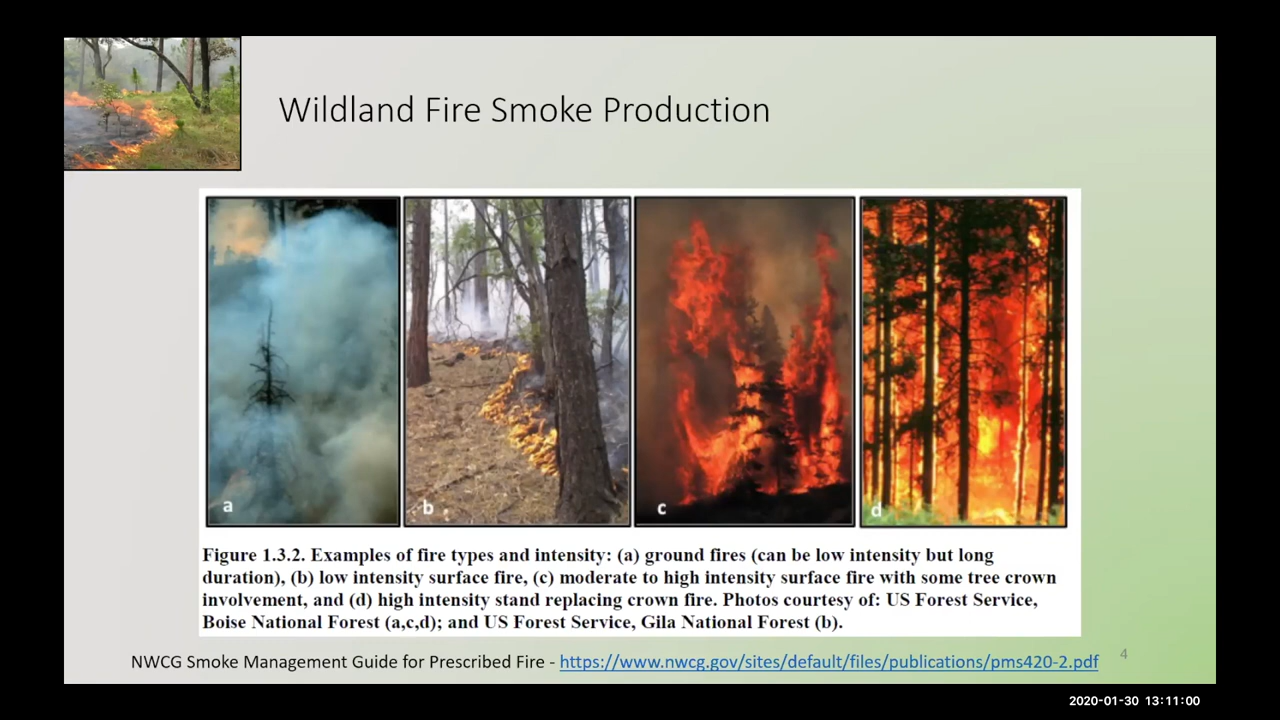 Wildland Fire Smoke Production
a
b
c
d
Figure 1.3.2. Examples of fire types and intensity: (a) ground fires (can be low intensity but long
duration), (b) low intensity surface fire, (c) moderate to high intensity surface fire with some tree crown
involvement, and (d) high intensity stand replacing crown fire. Photos courtesy of: US Forest Service,
Boise National Forest (a,c,d); and US Forest Service, Gila National Forest (b).
NWCG Smoke Management Guide for Prescribed Fire - https://www.nwcg.gov/sites/default/files/publications/pms420-2.pdf
4
2020-01-30 13:11:00